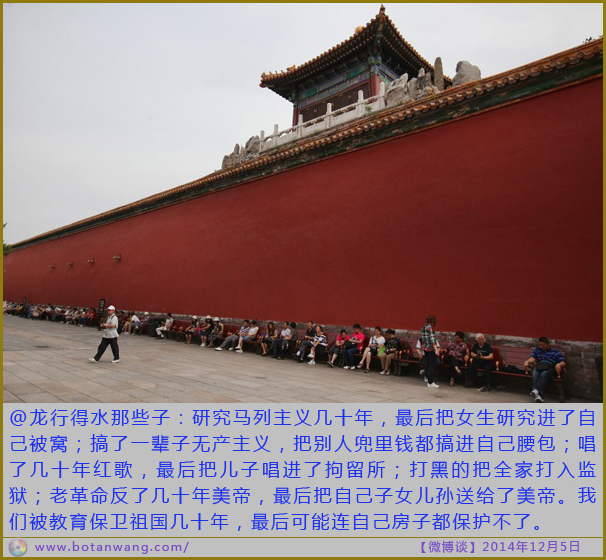 @龙行得水那些子：研究马列主义几十年，最后把女生研究进了自
己被窝；搞了一辈子无产主义，把别人兜里钱都搞进自己腰包；唱
了几十年红歌，最后把儿子唱进了拘留所；打黑的把全家打入监
狱；老革命反了几十年美帝，最后把自己子女儿孙送给了美帝。我
们被教育保卫祖国几十年，最后可能连自己房子都保护不了。
www.botanwang.com/ 【微博谈】2014年12月5日